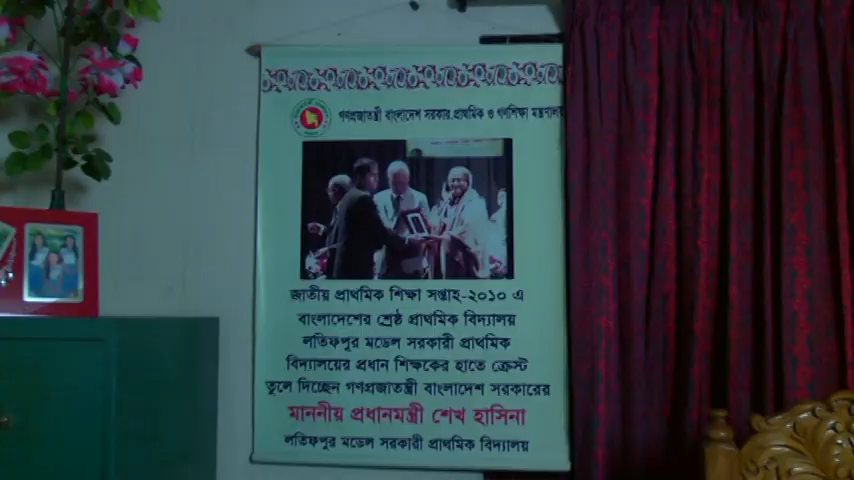 গণপ্রজাতন্ত্রী বাংলাদেশ সরকার, প্রাথমিক ও গণশিক্ষা মন্ত্রণালয়
জাতীয় প্রাথমিক শিক্ষা সপ্তাহ-২০১০ এ
বাংলাদেশের শ্রেষ্ঠ প্রাথমিক বিদ্যালয়
লতিফপুর মডেল সরকারী প্রাথমিক
বিদ্যালয়ের প্রধান শিক্ষকের হাতে ক্রেস্ট
তুলে দিচ্ছেন গণপ্রজাতন্ত্রী বাংলাদেশ সরকারের
মাননীয় প্রধানমন্ত্রী শেখ হাসিনা
লতিফপুর মডেল সরকারী প্রাথমিক বিদ্যালয়